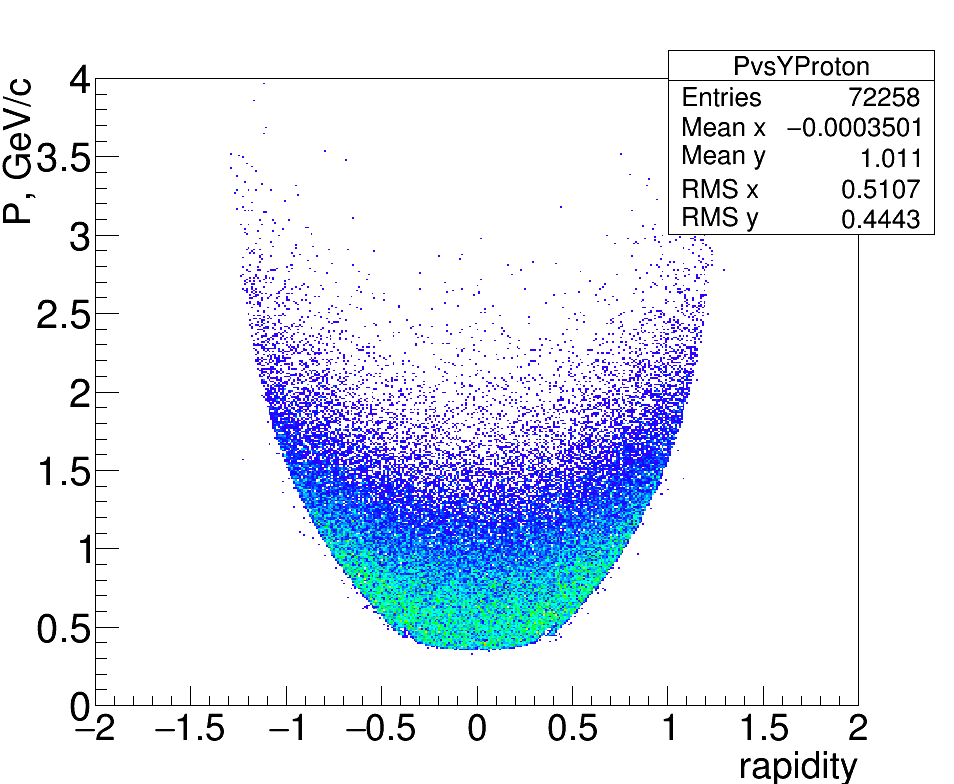 PvsYProton
Entries 72258
Mean x −0.0003501
Mean y 1.011
RMS x 0.5107
RMS y 0.4443
P, GeV/c
4
3.5
3
2.5
2
1.5
1
0.5
0
−2 −1.5 −1 −0.5 0 0.5 1 1.5 2
rapidity